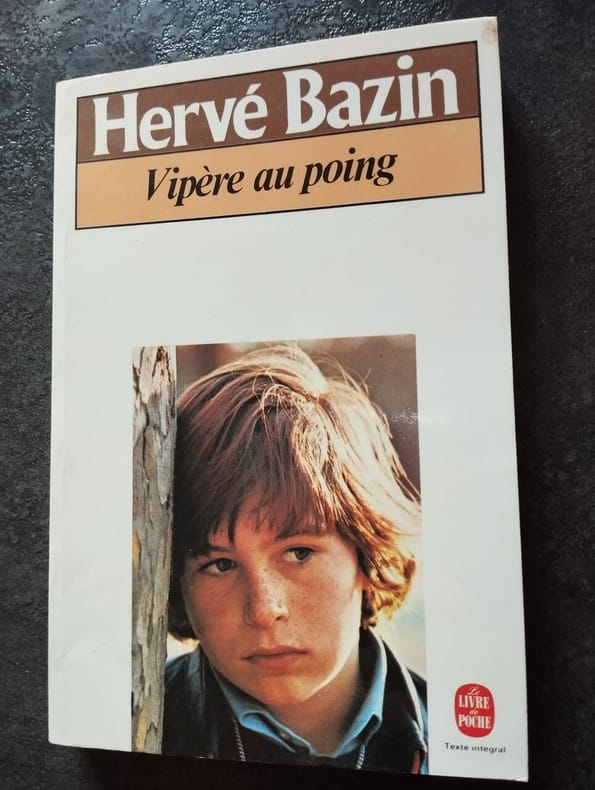 Hervé Bazin
Vipère au poing
Le
LIVRE
de
POCHE
Texte intégral